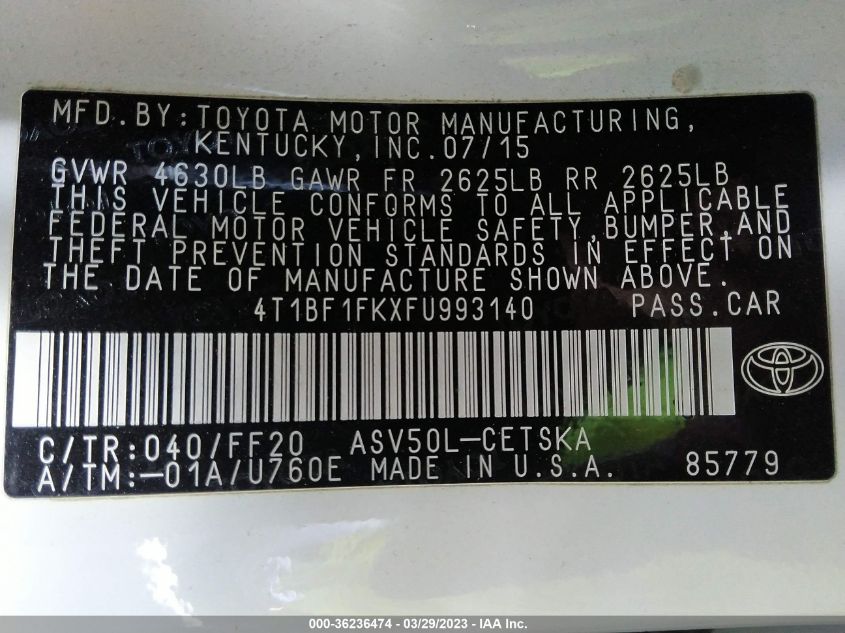 MFD.BY:TOYOTA MOTOR MANUFACTURING,
KENTUCKY,INC.07/15
GVWR 4630LB GAWR FR 2625LB RR 2625LB
THIS VEHICLE CONFORMS TO ALL APPLICABLE
FEDERAL MOTOR VEHICLE SAFETY,BUMPER,AND
THEFT PREVENTION STANDARDS IN EFFECT ON
THE DATE OF MANUFACTURE SHOWN ABOVE.
4T1BF1FKXFU993140 PASS.CAR
C/TR:040/FF20 ASV50L-CETSKA
A/TM:-01A/U760E MADE IN U.S.A. 85779
000-36236474 - 03/29/2023 - IAA Inc.